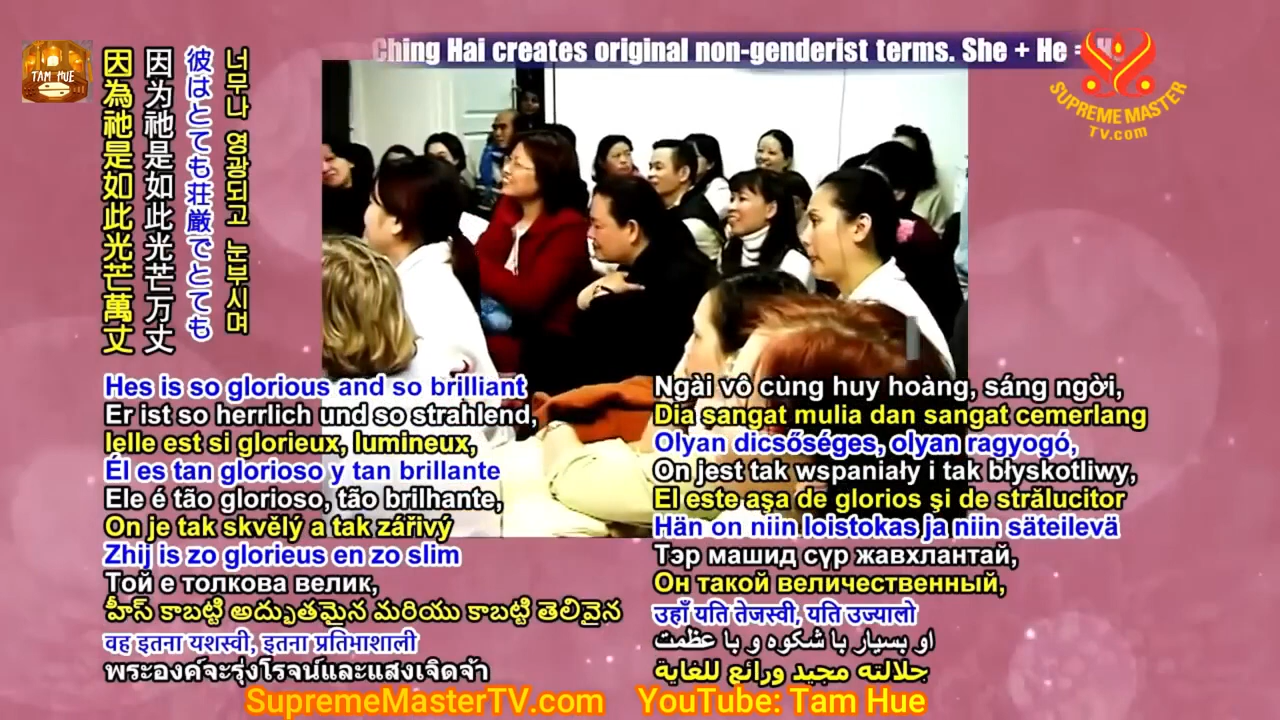 Ching Hai creates original non-genderist terms. She + He =
TAM HUE
SUPREME MASTER
TV.com
因為祂是如此光芒萬丈
因为祂是如此光芒万丈
彼はとても荘厳でとても
너무나 영광되고 눈부시며
Hes is so glorious and so brilliant
Er ist so herrlich und so strahlend,
Ielle est si glorieux, lumineux,
Él es tan glorioso y tan brillante
Ele é tão glorioso, tão brilhante,
On je tak skvělý a tak zářivý
Zhij is zo glorieus en zo slim
Той е толкова велик,
హీస్ కాబట్టి అద్భుతమైన మరియు కాబట్టి తెలివైన
वह इतना यशस्वी, इतना प्रतिभाशाली
พระองค์จะรุ่งโรจน์และแสงเจิดจ้า
Ngài vô cùng huy hoàng, sáng ngời,
Dia sangat mulia dan sangat cemerlang
Olyan dicsőséges, olyan ragyogó,
On jest tak wspaniały i tak błyskotliwy,
El este aşa de glorios şi de strălucitor
Hän on niin loistokas ja niin säteilevä
Тэр машид сүр жавхлантай,
Он такой величественный,
उहाँ यति तेजस्वी, यति उज्यालो
او بسیار با شکوه و با عظمت
جلالته مجيد ورائع للغاية
SupremeMasterTV.com YouTube: Tam Hue